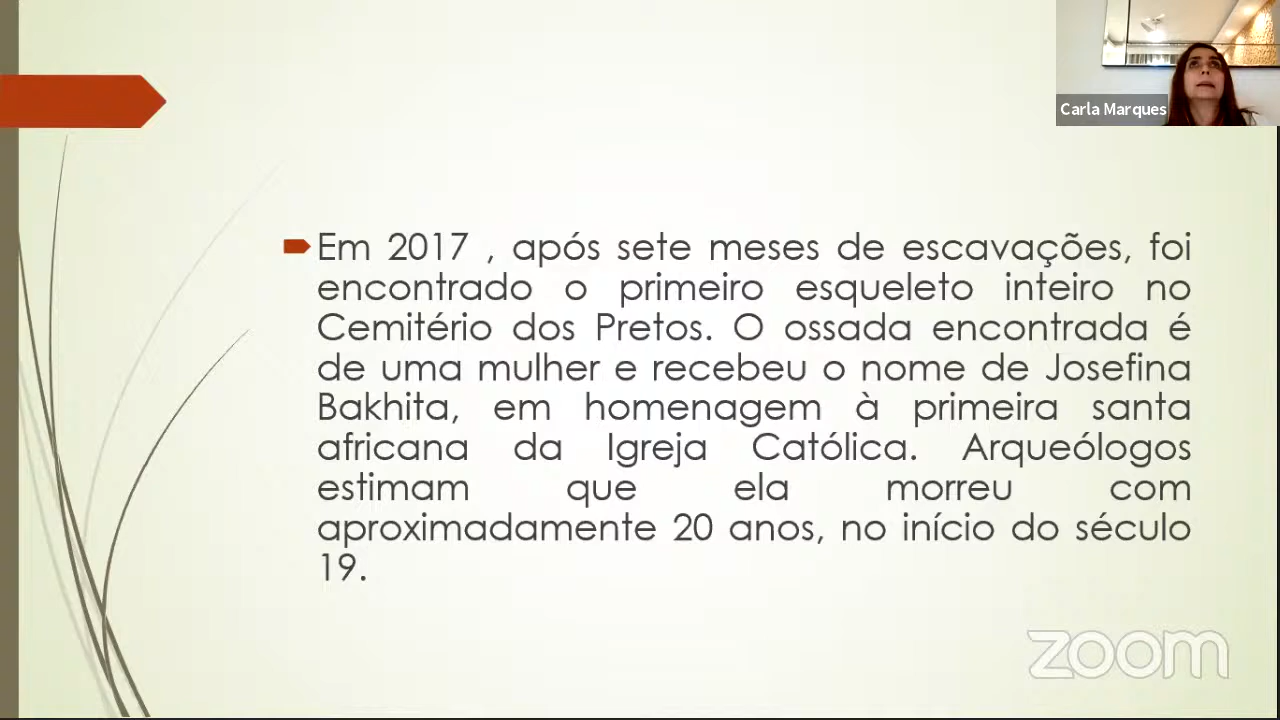 Carla Marques
Em 2017 , após sete meses de escavações, foi
encontrado o primeiro esqueleto inteiro no
Cemitério dos Pretos. O ossada encontrada é
de uma mulher e recebeu o nome de Josefina
Bakhita, em homenagem à primeira santa
africana da Igreja Católica. Arqueólogos
estimam que ela morreu com
aproximadamente 20 anos, no início do século
19.
zoom